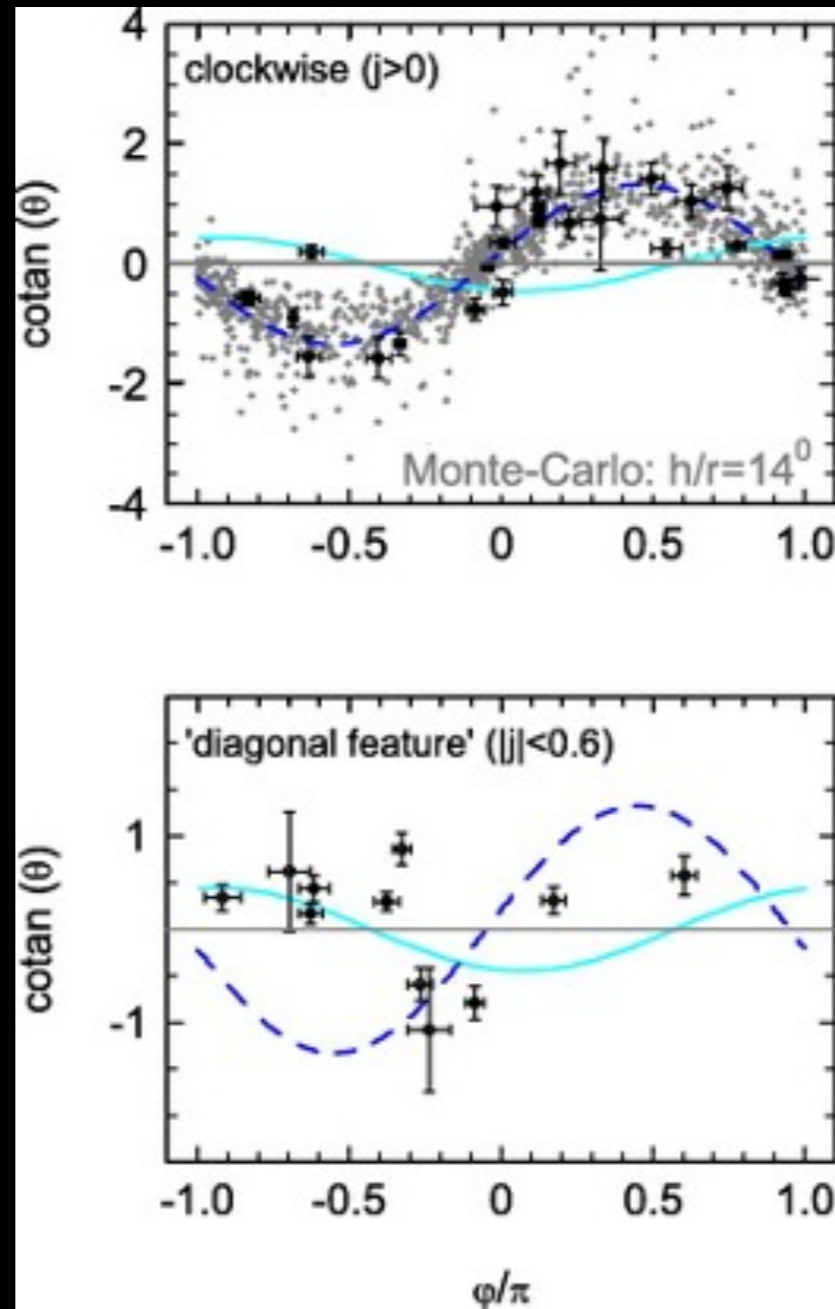 4
clockwise (j>0)
2
0
-2
-4
cotan (θ)
Monte-Carlo: h/r=14⁰
-1.0 -0.5 0 0.5 1.0
'diagonal feature' (|j|<0.6)
1
-1
cotan (θ)
-1.0 -0.5 0 0.5 1.0
φ/π